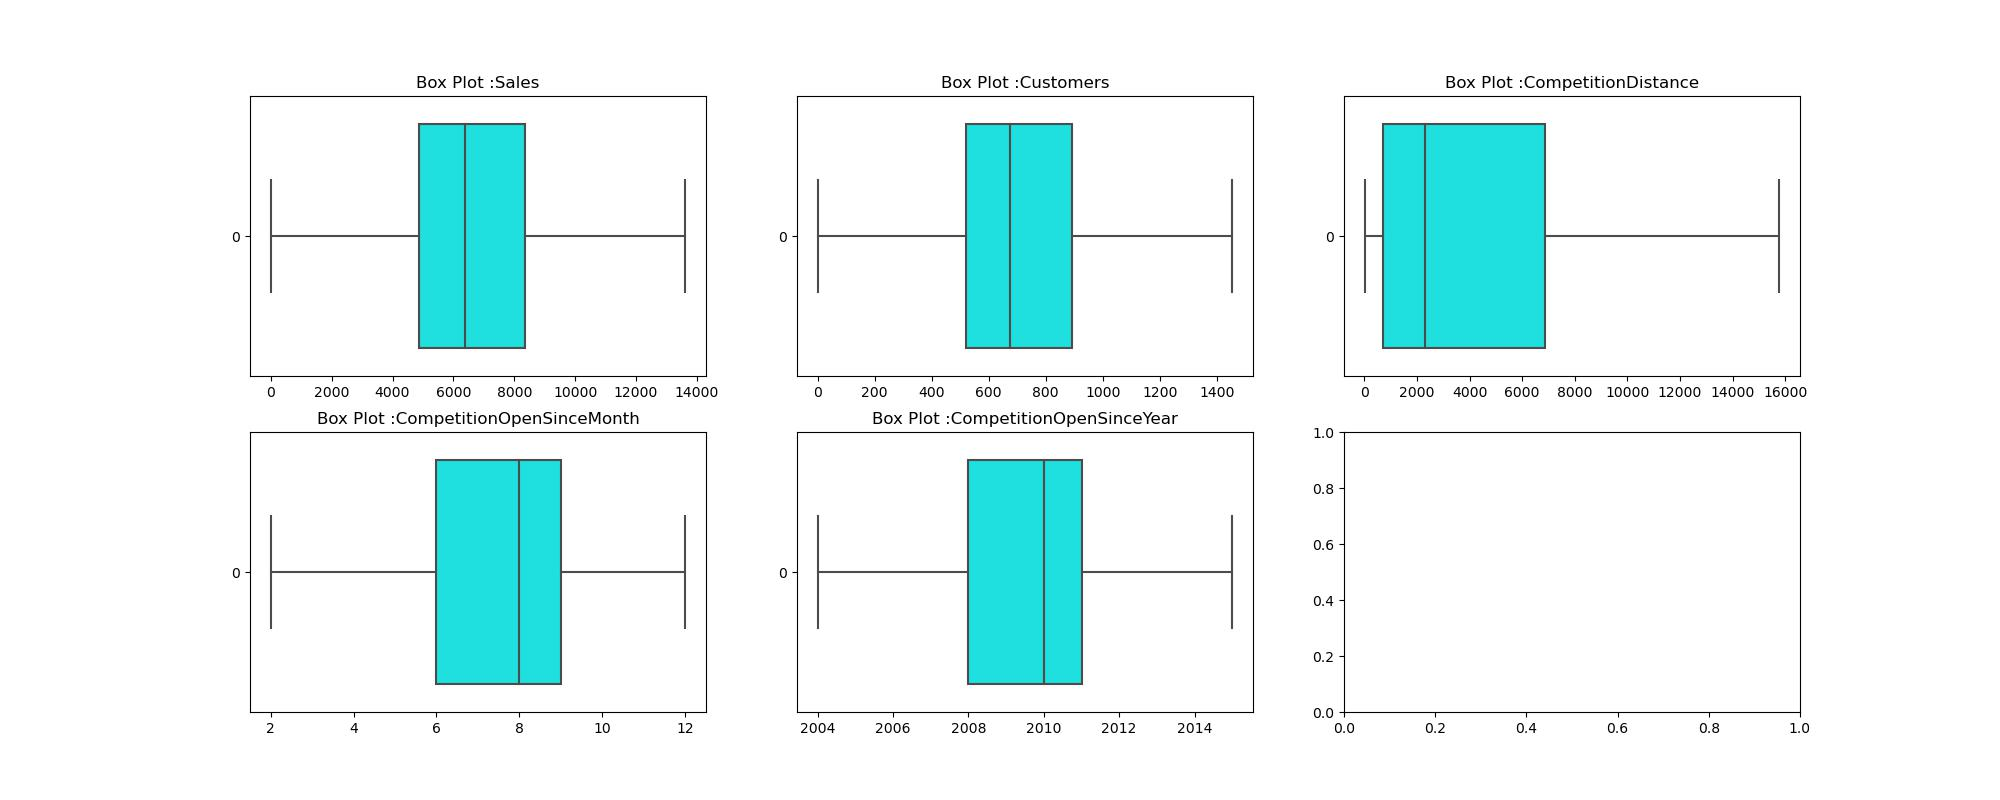 Box Plot :Sales
0
0 2000 4000 6000 8000 10000 12000 14000
Box Plot :Customers
0
0 200 400 600 800 1000 1200 1400
Box Plot :CompetitionDistance
0
0 2000 4000 6000 8000 10000 12000 14000 16000
Box Plot :CompetitionOpenSinceMonth
0
2 4 6 8 10 12
Box Plot :CompetitionOpenSinceYear
0
2004 2006 2008 2010 2012 2014
1.0
0.8
0.6
0.4
0.2
0.0
0.0 0.2 0.4 0.6 0.8 1.0